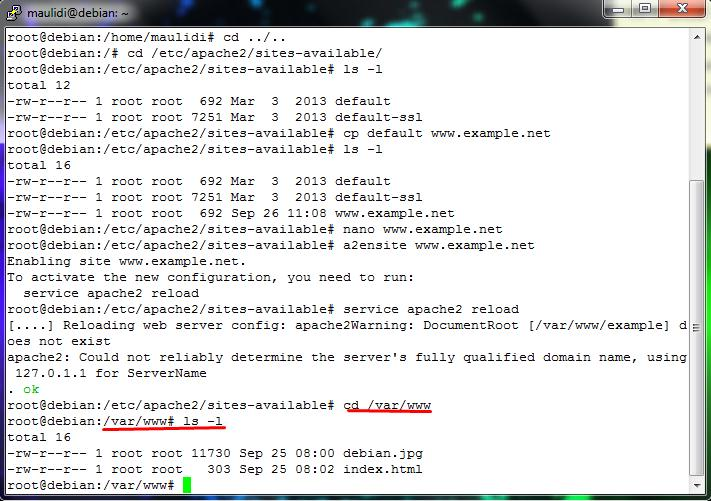 maulidi@debian: ~
root@debian:/home/maulidi# cd ../..
root@debian:/# cd /etc/apache2/sites-available/
root@debian:/etc/apache2/sites-available# ls -l
total 12
-rw-r--r-- 1 root root  692 Mar  3  2013 default
-rw-r--r-- 1 root root 7251 Mar  3  2013 default-ssl
root@debian:/etc/apache2/sites-available# cp default www.example.net
root@debian:/etc/apache2/sites-available# ls -l
total 16
-rw-r--r-- 1 root root  692 Mar  3  2013 default
-rw-r--r-- 1 root root 7251 Mar  3  2013 default-ssl
-rw-r--r-- 1 root root  692 Sep 26 11:08 www.example.net
root@debian:/etc/apache2/sites-available# nano www.example.net
root@debian:/etc/apache2/sites-available# a2ensite www.example.net
Enabling site www.example.net.
To activate the new configuration, you need to run:
  service apache2 reload
root@debian:/etc/apache2/sites-available# service apache2 reload
[....] Reloading web server config: apache2Warning: DocumentRoot [/var/www/example] d
oes not exist
apache2: Could not reliably determine the server's fully qualified domain name, using
 127.0.1.1 for ServerName
. ok
root@debian:/etc/apache2/sites-available# cd /var/www
root@debian:/var/www# ls -l
total 16
-rw-r--r-- 1 root root 11730 Sep 25 08:00 debian.jpg
-rw-r--r-- 1 root root   303 Sep 25 08:02 index.html
root@debian:/var/www#